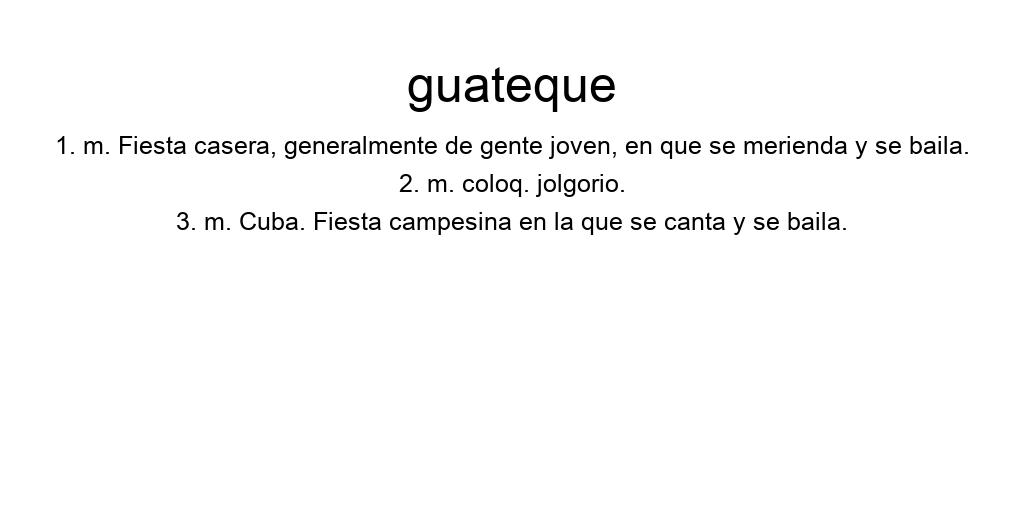 guateque
1. m. Fiesta casera, generalmente de gente joven, en que se merienda y se baila.
2. m. coloq. jolgorio.
3. m. Cuba. Fiesta campesina en la que se canta y se baila.